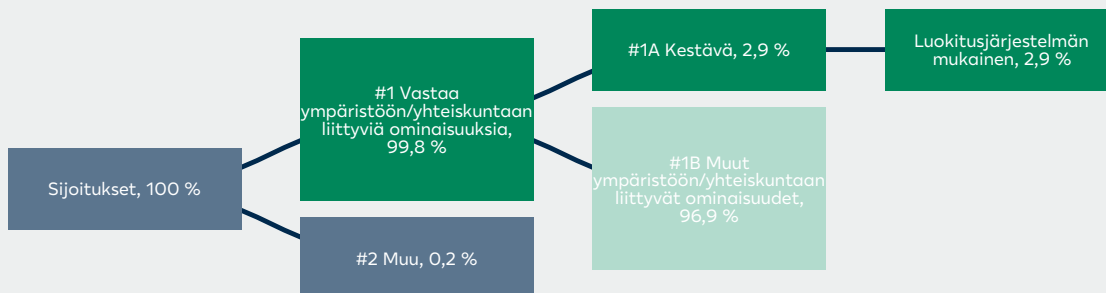 Sijoitukset, 100 %
#1 Vastaa
ympäristöön/yhteiskuntaan
liittyviä ominaisuuksia,
99,8 %
#2 Muu, 0,2 %
#1A Kestävä, 2,9 %
#1B Muut
ympäristöön/yhteiskuntaan
liittyvät ominaisuudet,
96,9 %
Luokitusjärjestelmän
mukainen, 2,9 %